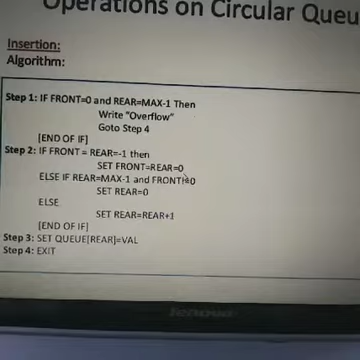 Operations on Circular Queu
Insertion:
Algorithm:
Step 1: IF FRONT=0 and REAR=MAX-1 Then
Write "Overflow"
Goto Step 4
[END OF IF]
Step 2: IF FRONT = REAR=-1 then
SET FRONT=REAR=0
ELSE IF REAR=MAX-1 and FRONT!=0
SET REAR=0
ELSE
SET REAR=REAR+1
[END OF IF]
Step 3: SET QUEUE[REAR]=VAL
Step 4: EXIT
lenovo